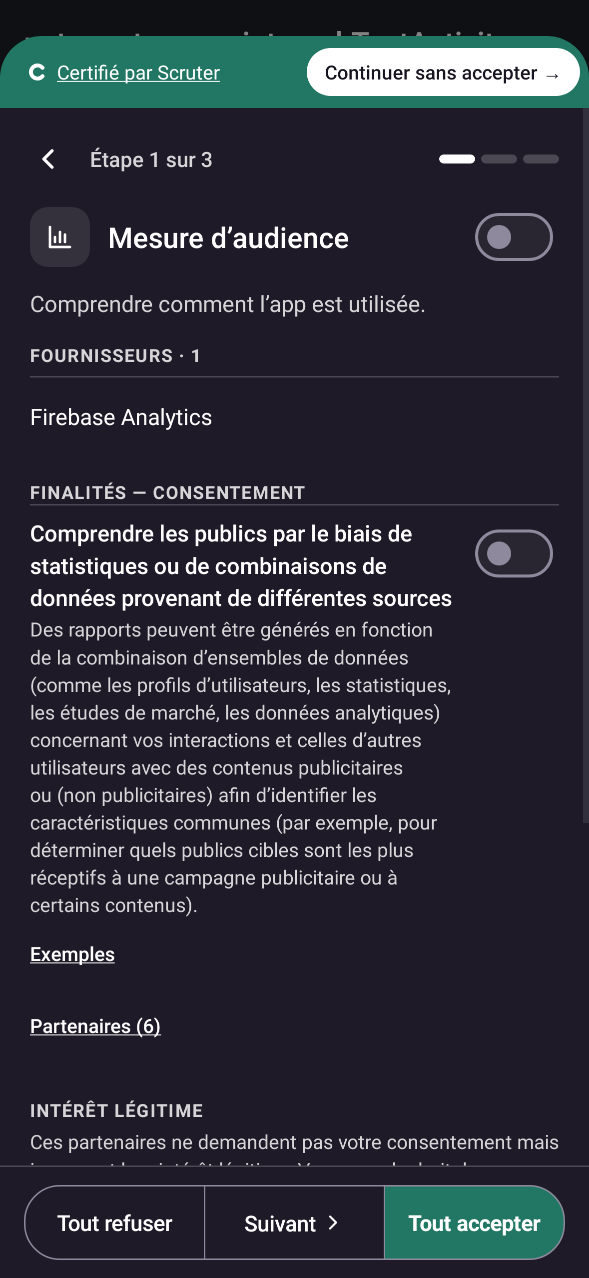 Certifié par Scruter
Continuer sans accepter →
Étape 1 sur 3
Mesure d’audience
Comprendre comment l’app est utilisée.
FOURNISSEURS · 1
Firebase Analytics
FINALITÉS — CONSENTEMENT
Comprendre les publics par le biais de
statistiques ou de combinaisons de
données provenant de différentes sources
Des rapports peuvent être générés en fonction
de la combinaison d’ensembles de données
(comme les profils d’utilisateurs, les statistiques,
les études de marché, les données analytiques)
concernant vos interactions et celles d’autres
utilisateurs avec des contenus publicitaires
ou (non publicitaires) afin d’identifier les
caractéristiques communes (par exemple, pour
déterminer quels publics cibles sont les plus
réceptifs à une campagne publicitaire ou à
certains contenus).
Exemples
Partenaires (6)
INTÉRÊT LÉGITIME
Ces partenaires ne demandent pas votre consentement mais
Tout refuser
Suivant
Tout accepter